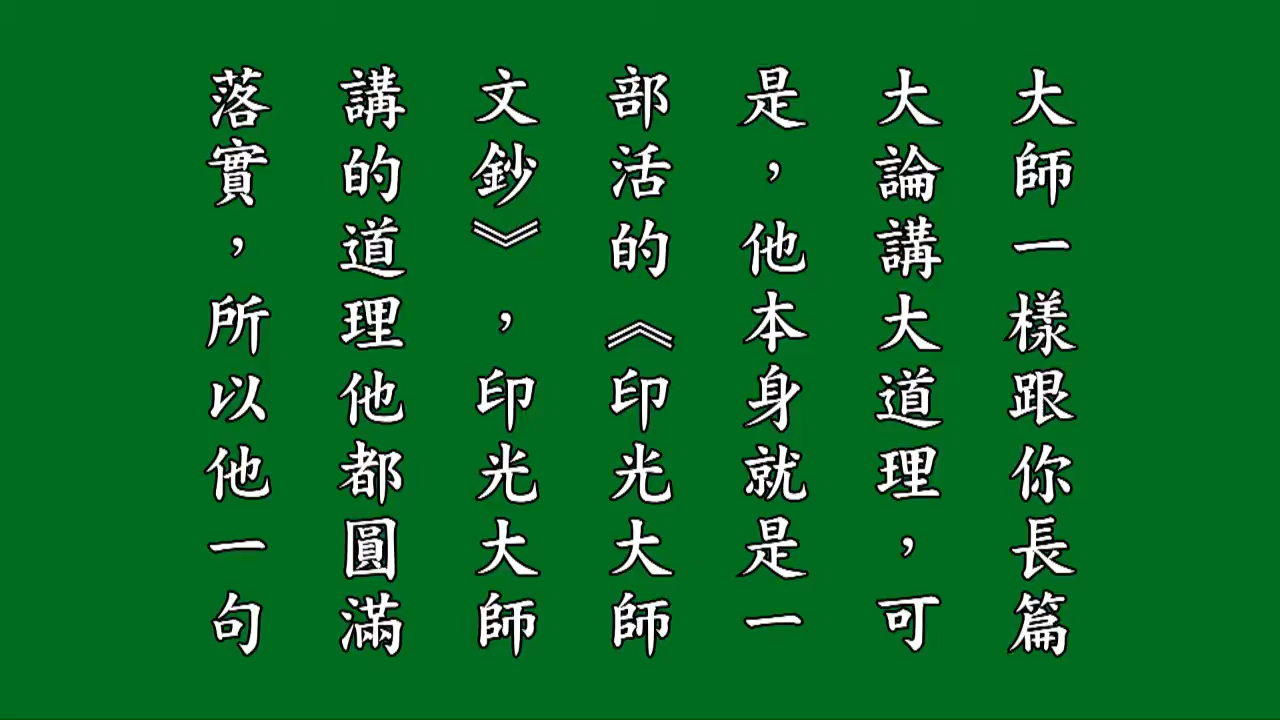 大師一樣跟你長篇
大論講大道理，可
是，他本身就是一
部活的《印光大師
文鈔》，印光大師
講的道理他都圓滿
落實，所以他一句